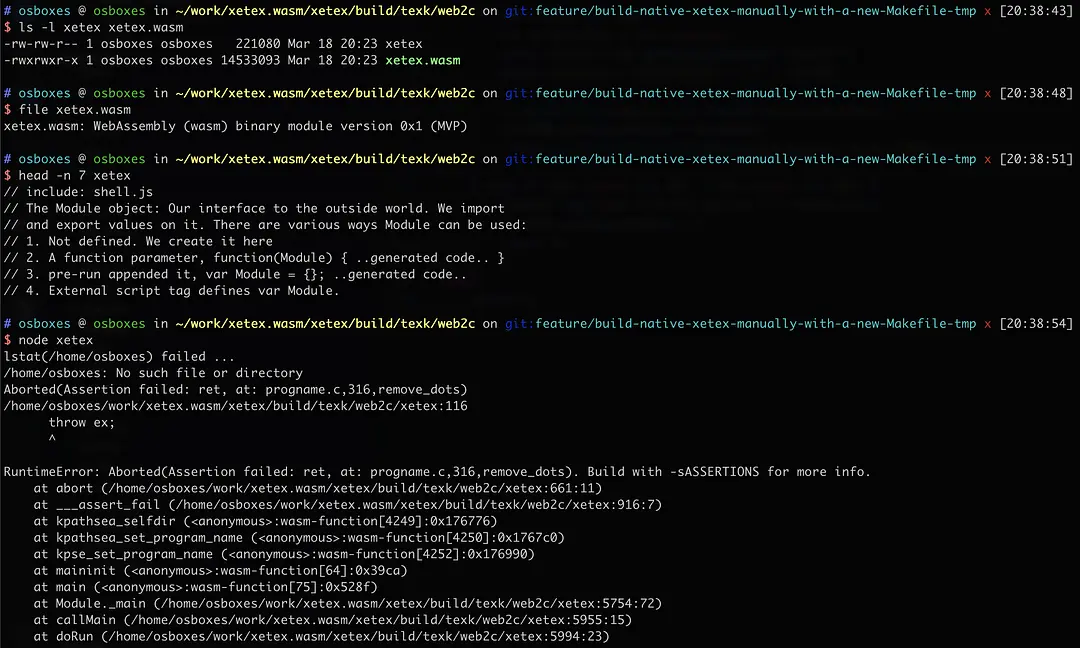 # osboxes @ osboxes in ~/work/xetex.wasm/xetex/build/texk/web2c on git:feature/build-native-xetex-manually-with-a-new-Makefile-tmp x [20:38:43]
$ ls -l xetex xetex.wasm
-rw-rw-r-- 1 osboxes osboxes   221080 Mar 18 20:23 xetex
-rwxrwxr-x 1 osboxes osboxes 14533093 Mar 18 20:23 xetex.wasm
# osboxes @ osboxes in ~/work/xetex.wasm/xetex/build/texk/web2c on git:feature/build-native-xetex-manually-with-a-new-Makefile-tmp x [20:38:48]
$ file xetex.wasm
xetex.wasm: WebAssembly (wasm) binary module version 0x1 (MVP)
# osboxes @ osboxes in ~/work/xetex.wasm/xetex/build/texk/web2c on git:feature/build-native-xetex-manually-with-a-new-Makefile-tmp x [20:38:51]
$ head -n 7 xetex
// include: shell.js
// The Module object: Our interface to the outside world. We import
// and export values on it. There are various ways Module can be used:
// 1. Not defined. We create it here
// 2. A function parameter, function(Module) { ..generated code.. }
// 3. pre-run appended it, var Module = {}; ..generated code..
// 4. External script tag defines var Module.
# osboxes @ osboxes in ~/work/xetex.wasm/xetex/build/texk/web2c on git:feature/build-native-xetex-manually-with-a-new-Makefile-tmp x [20:38:54]
$ node xetex
lstat(/home/osboxes) failed ...
/home/osboxes: No such file or directory
Aborted(Assertion failed: ret, at: progname.c,316,remove_dots)
/home/osboxes/work/xetex.wasm/xetex/build/texk/web2c/xetex:116
      throw ex;
      ^
RuntimeError: Aborted(Assertion failed: ret, at: progname.c,316,remove_dots). Build with -sASSERTIONS for more info.
    at abort (/home/osboxes/work/xetex.wasm/xetex/build/texk/web2c/xetex:661:11)
    at ___assert_fail (/home/osboxes/work/xetex.wasm/xetex/build/texk/web2c/xetex:916:7)
    at kpathsea_selfdir (<anonymous>:wasm-function[4249]:0x176776)
    at kpathsea_set_program_name (<anonymous>:wasm-function[4250]:0x1767c0)
    at kpse_set_program_name (<anonymous>:wasm-function[4252]:0x176990)
    at maininit (<anonymous>:wasm-function[64]:0x39ca)
    at main (<anonymous>:wasm-function[75]:0x528f)
    at Module._main (/home/osboxes/work/xetex.wasm/xetex/build/texk/web2c/xetex:5754:72)
    at callMain (/home/osboxes/work/xetex.wasm/xetex/build/texk/web2c/xetex:5955:15)
    at doRun (/home/osboxes/work/xetex.wasm/xetex/build/texk/web2c/xetex:5994:23)